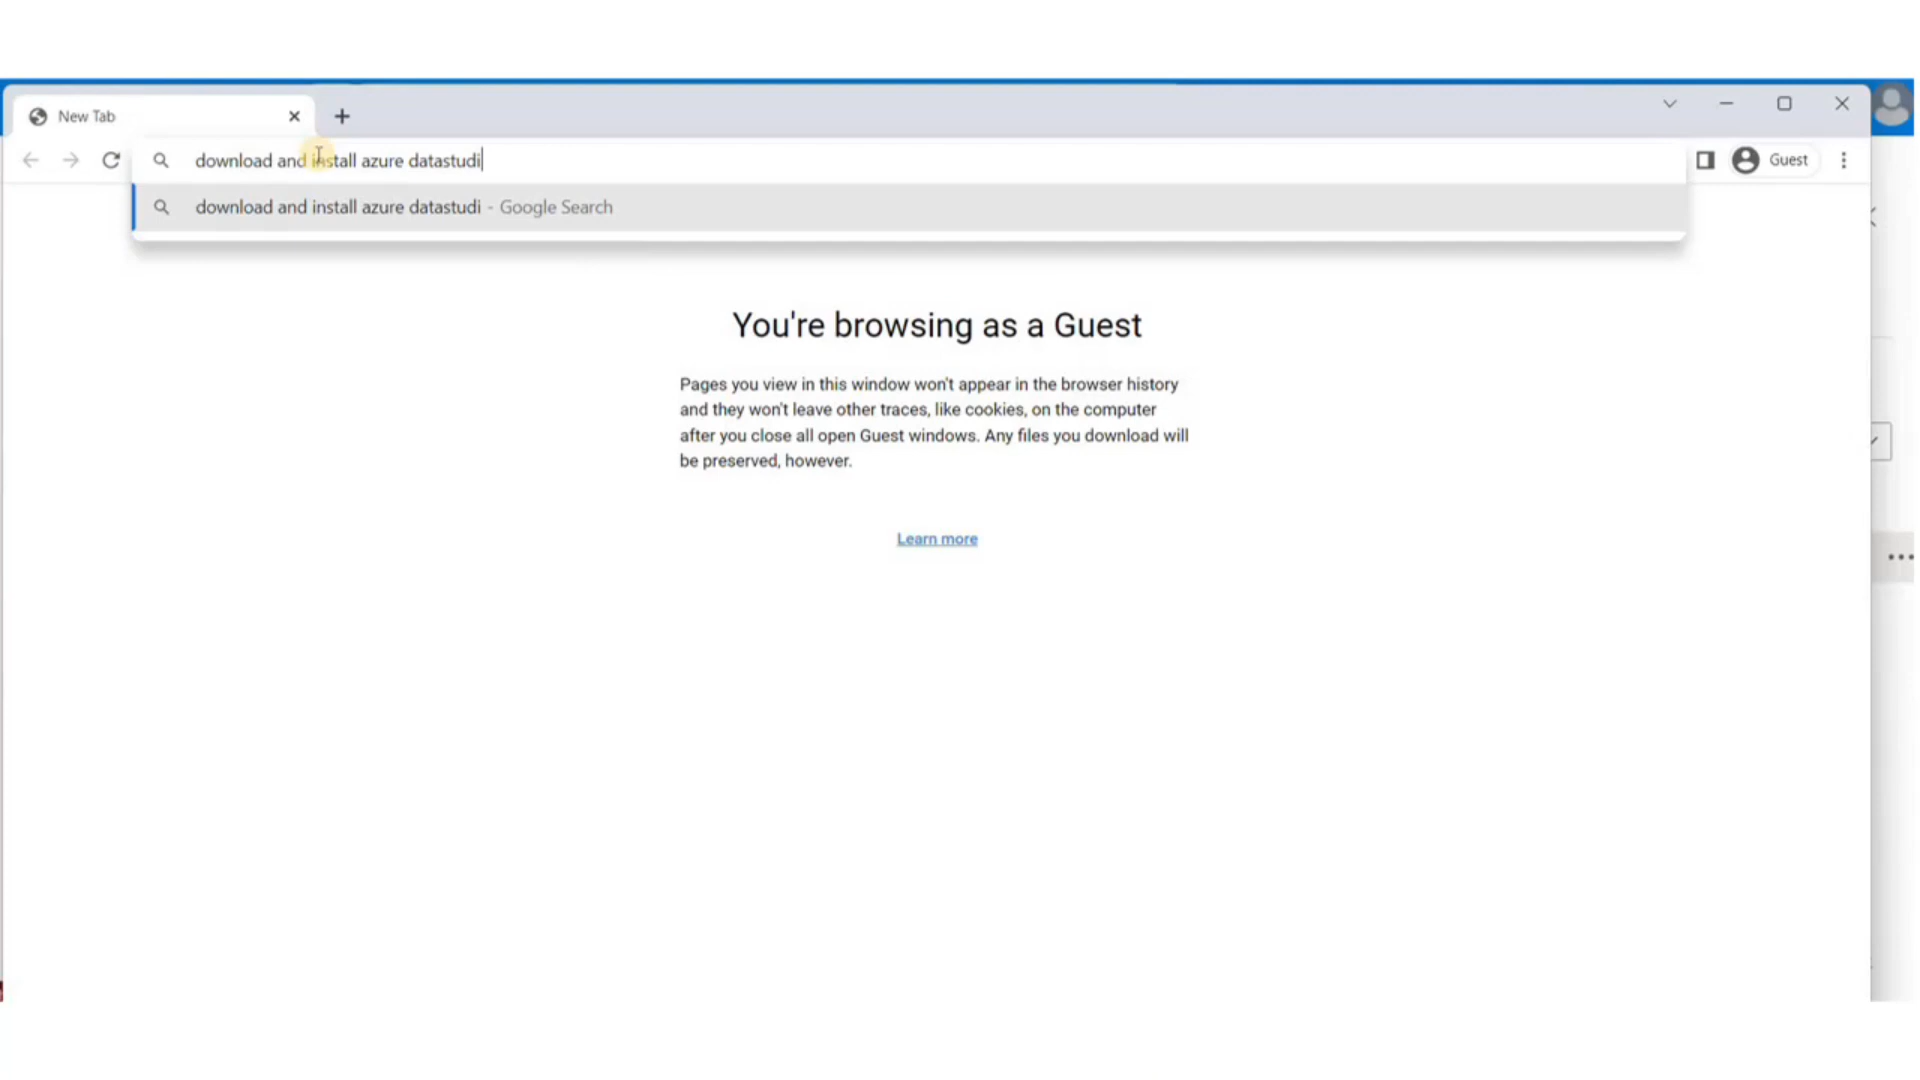 New Tab
download and install azure datastudi
Guest
download and install azure datastudi - Google Search
You're browsing as a Guest
Pages you view in this window won't appear in the browser history
and they won't leave other traces, like cookies, on the computer
after you close all open Guest windows. Any files you download will
be preserved, however.
Learn more